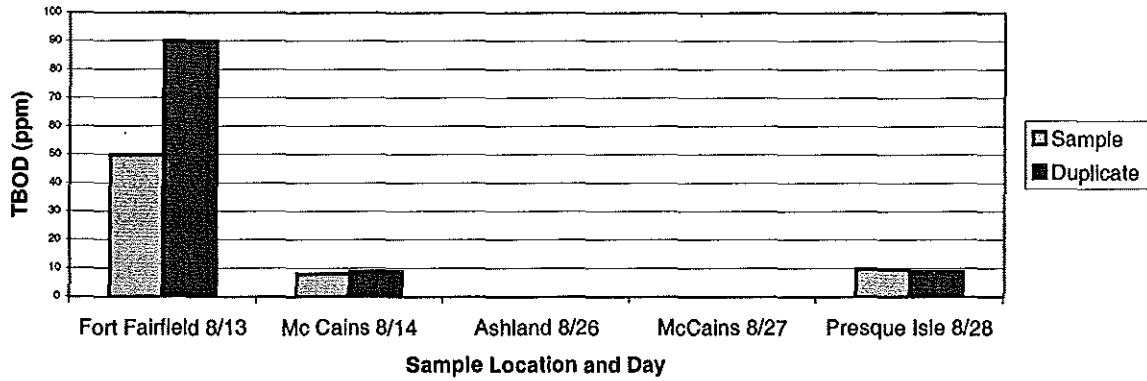 100
90
80
70
60
50
40
30
20
10
0
TBOD (ppm)
Fort Fairfield 8/13 Mc Cains 8/14 Ashland 8/26 McCains 8/27 Presque Isle 8/28
Sample Location and Day
Sample
Duplicate